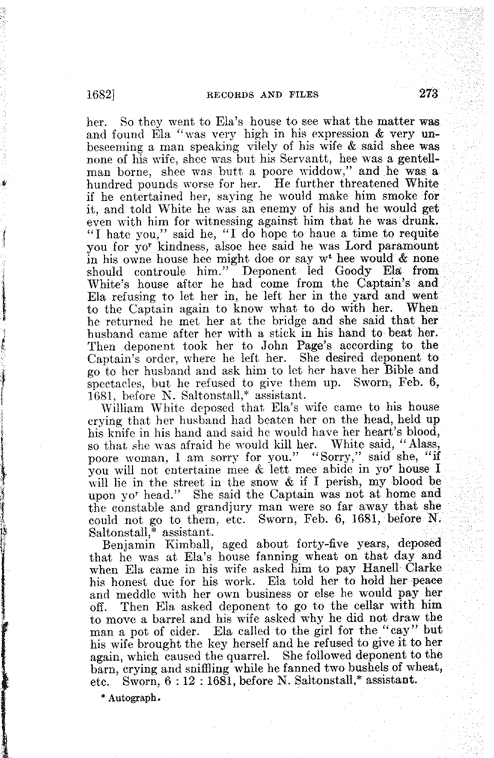 1682] RECORDS AND FILES 273
her. So they went to Ela's house to see what the matter was
and found Ela "was very high in his expression & very un-
beseeming a man speaking vilely of his wife & said shee was
none of his wife, shee was but his Servantt, hee was a gentell-
man borne, shee was butt a poore widdow," and he was a
hundred pounds worse for her. He further threatened White
if he entertained her, saying he would make him smoke for
it, and told White he was an enemy of his and he would get
even with him for witnessing against him that he was drunk.
"I hate you," said he, "I do hope to haue a time to requite
you for yoʳ kindness, alsoe hee said he was Lord paramount
in his owne house hee might doe or say wᵗ hee would & none
should controule him." Deponent led Goody Ela from
White's house after he had come from the Captain's and
Ela refusing to let her in, he left her in the yard and went
to the Captain again to know what to do with her. When
he returned he met her at the bridge and she said that her
husband came after her with a stick in his hand to beat her.
Then deponent took her to John Page's according to the
Captain's order, where he left her. She desired deponent to
go to her husband and ask him to let her have her Bible and
spectacles, but he refused to give them up. Sworn, Feb. 6,
1681, before N. Saltonstall,* assistant.
William White deposed that Ela's wife came to his house
crying that her husband had beaten her on the head, held up
his knife in his hand and said he would have her heart's blood,
so that she was afraid he would kill her. White said, "Alass,
poore woman, I am sorry for you." "Sorry," said she, "if
you will not entertaine mee & lett mee abide in yoʳ house I
will lie in the street in the snow & if I perish, my blood be
upon yoʳ head." She said the Captain was not at home and
the constable and grandjury man were so far away that she
could not go to them, etc. Sworn, Feb. 6, 1681, before N.
Saltonstall,* assistant.
Benjamin Kimball, aged about forty-five years, deposed
that he was at Ela's house fanning wheat on that day and
when Ela came in his wife asked him to pay Hanell Clarke
his honest due for his work. Ela told her to hold her peace
and meddle with her own business or else he would pay her
off. Then Ela asked deponent to go to the cellar with him
to move a barrel and his wife asked why he did not draw the
man a pot of cider. Ela called to the girl for the "cay" but
his wife brought the key herself and he refused to give it to her
again, which caused the quarrel. She followed deponent to the
barn, crying and sniffling while he fanned two bushels of wheat,
etc. Sworn, 6 : 12 : 1681, before N. Saltonstall,* assistant.
* Autograph.